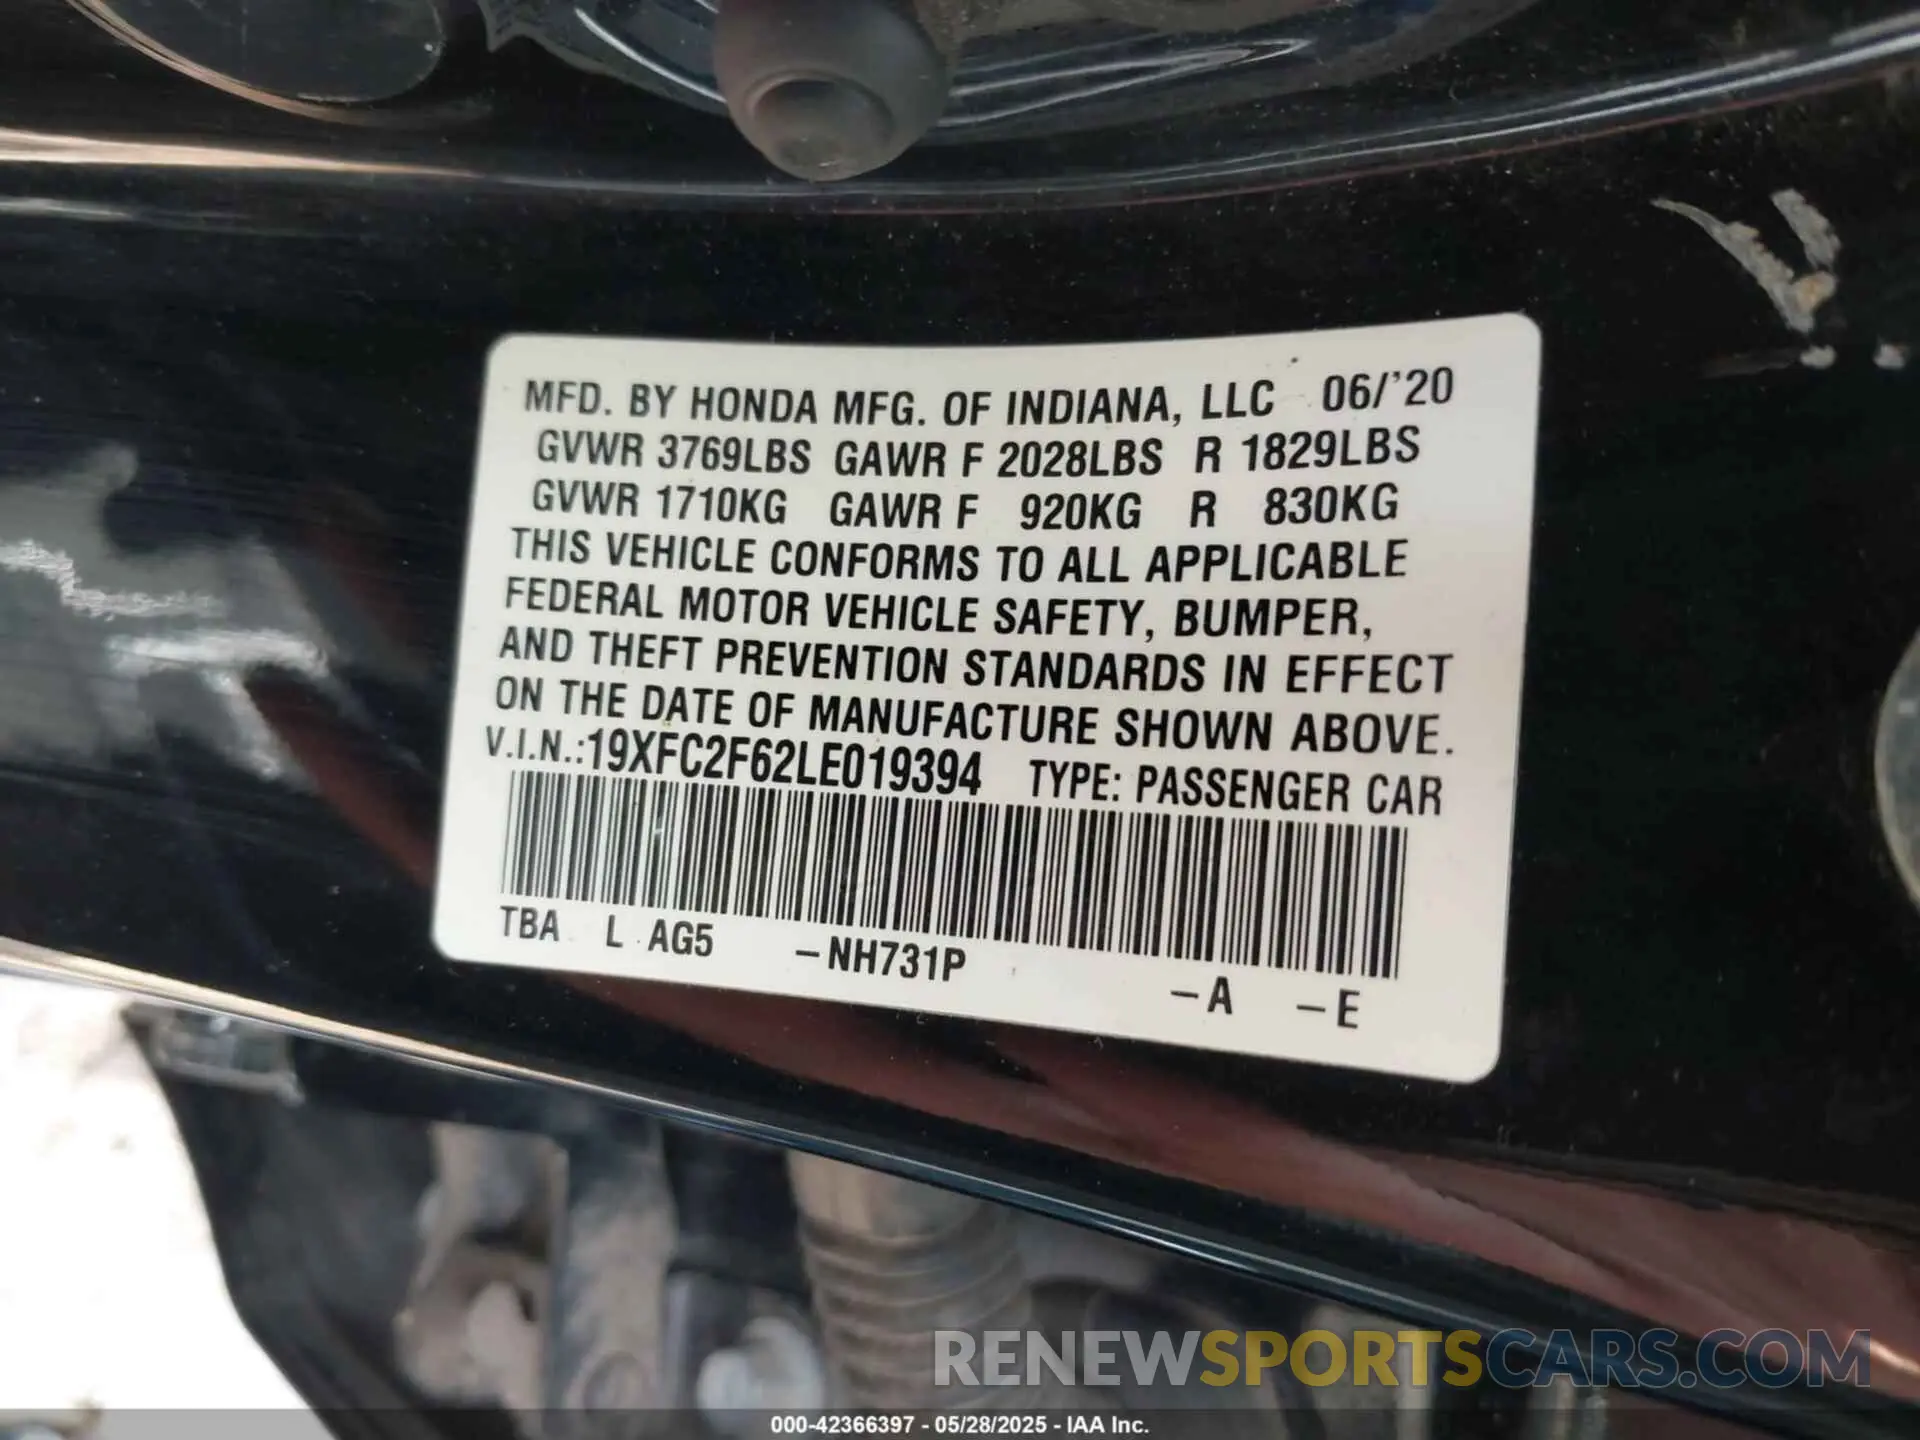 MFD. BY HONDA MFG. OF INDIANA, LLC 06/'20
GVWR 3769LBS GAWR F 2028LBS R 1829LBS
GVWR 1710KG GAWR F 920KG R 830KG
THIS VEHICLE CONFORMS TO ALL APPLICABLE
FEDERAL MOTOR VEHICLE SAFETY, BUMPER,
AND THEFT PREVENTION STANDARDS IN EFFECT
ON THE DATE OF MANUFACTURE SHOWN ABOVE.
V.I.N.:19XFC2F62LE019394 TYPE: PASSENGER CAR
TBA L AG5 -NH731P -A -E
RENEWSPORTSCARS.COM
000-42366397 - 05/28/2025 - IAA Inc.